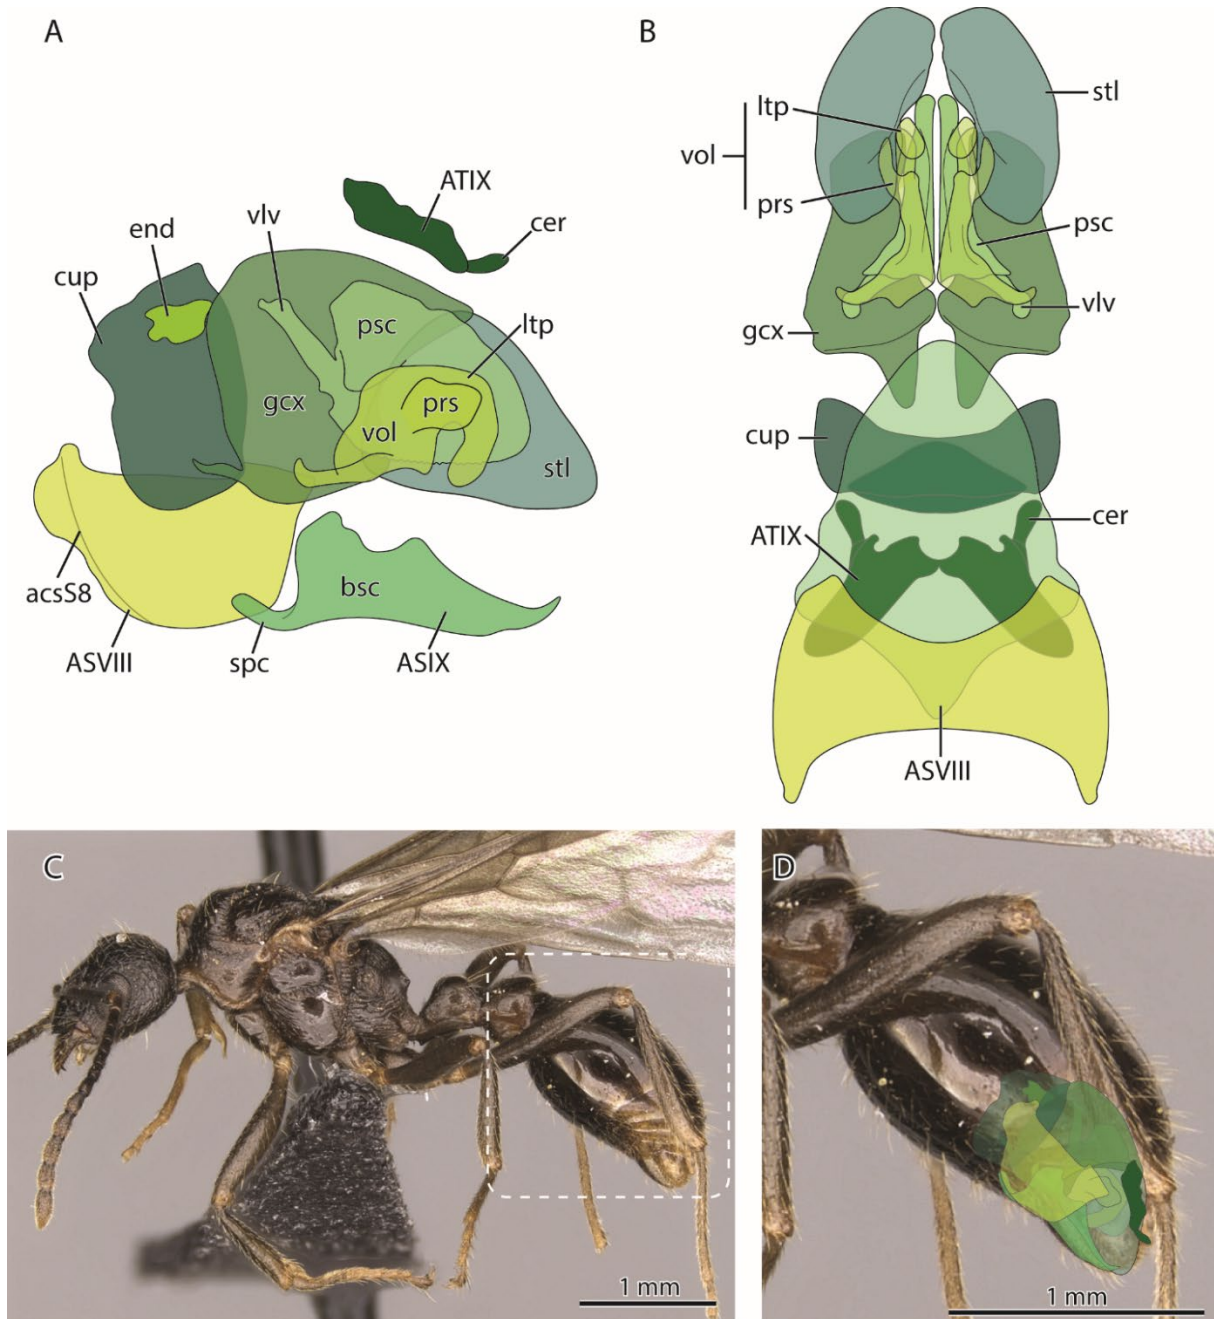 A
ATIX
cer
vlv
end
cup
ltp
psc
gcx
prs
vol
stl
acsS8
bsc
ASVIII
spc
ASIX
B
ltp
stl
vol
prs
psc
vlv
gcx
cup
cer
ATIX
ASVIII
C
1 mm
D
1 mm